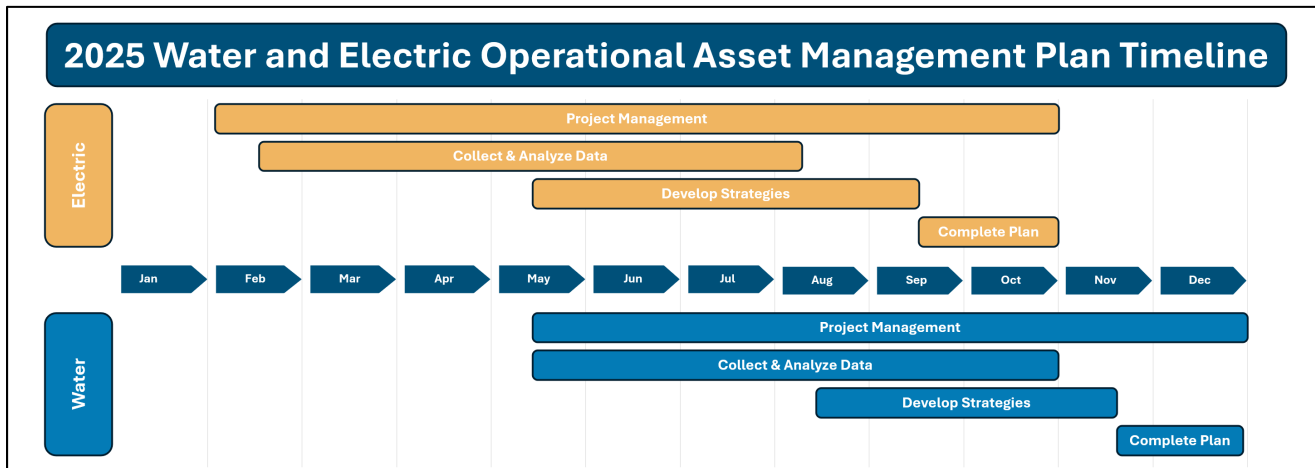 2025 Water and Electric Operational Asset Management Plan Timeline
Electric
Project Management
Collect & Analyze Data
Develop Strategies
Complete Plan
Jan Feb Mar Apr May Jun Jul Aug Sep Oct Nov Dec
Water
Project Management
Collect & Analyze Data
Develop Strategies
Complete Plan